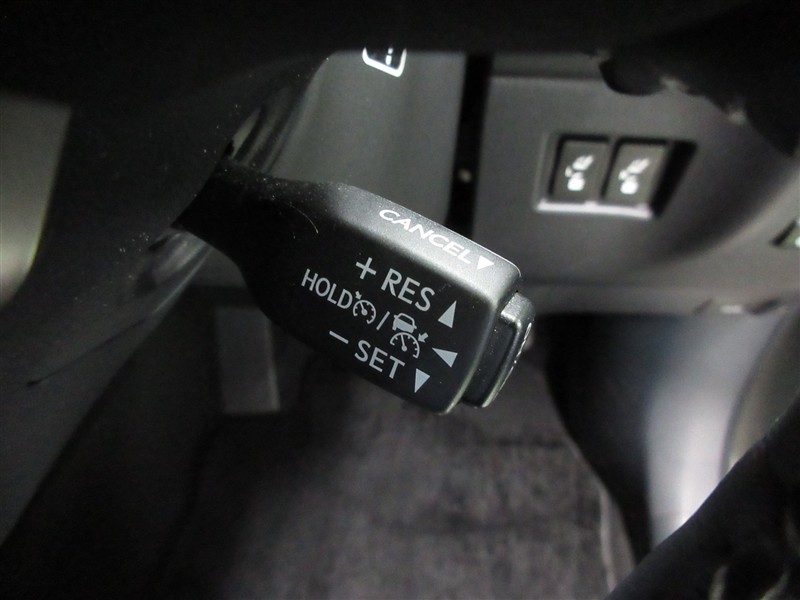 CANCEL▼
+ RES ▲
HOLD /
− SET ▼